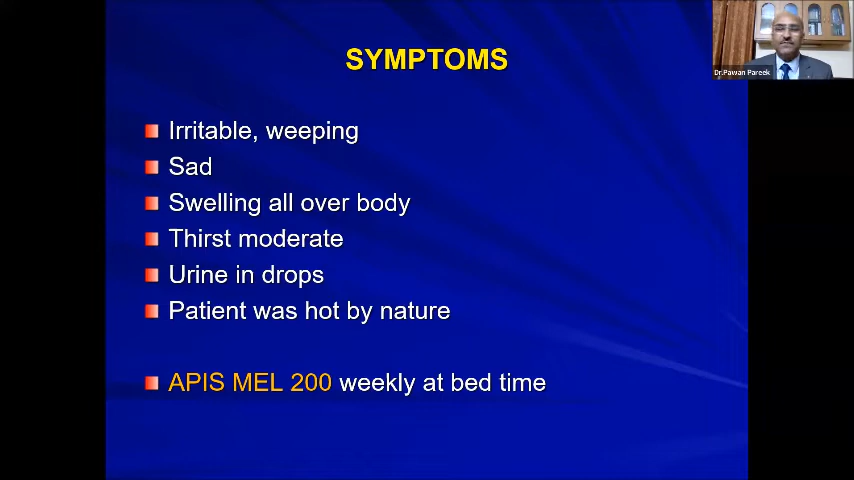 SYMPTOMS
Dr.Pawan Pareek
Irritable, weeping
Sad
Swelling all over body
Thirst moderate
Urine in drops
Patient was hot by nature
APIS MEL 200 weekly at bed time